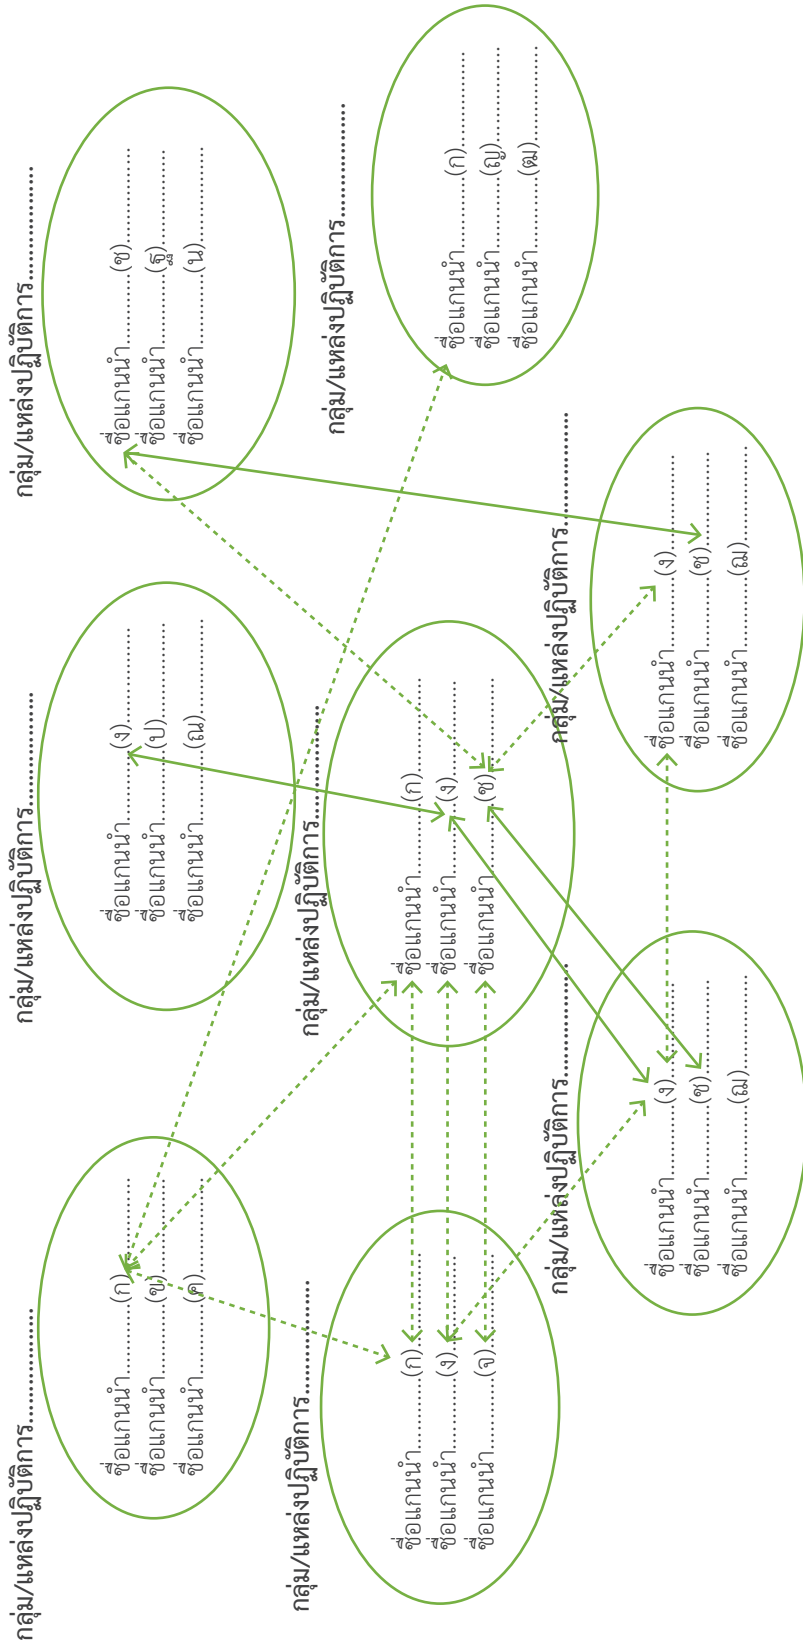 กลุ่ม/แหล่งปฏิบัติการ....................
ชื่อแกนนำ..............(ก)....................
ชื่อแกนนำ..............(ข)....................
ชื่อแกนนำ..............(ค)....................
กลุ่ม/แหล่งปฏิบัติการ....................
ชื่อแกนนำ..............(ง)....................
ชื่อแกนนำ..............(ป)....................
ชื่อแกนนำ..............(ฌ)....................
กลุ่ม/แหล่งปฏิบัติการ....................
ชื่อแกนนำ..............(ช)....................
ชื่อแกนนำ..............(ฐ)....................
ชื่อแกนนำ..............(น)....................
กลุ่ม/แหล่งปฏิบัติการ....................
ชื่อแกนนำ..............(ก)....................
ชื่อแกนนำ..............(ง)....................
ชื่อแกนนำ..............(จ)....................
กลุ่ม/แหล่งปฏิบัติการ....................
ชื่อแกนนำ..............(ก)....................
ชื่อแกนนำ..............(ง)....................
ชื่อแกนนำ..............(ช)....................
กลุ่ม/แหล่งปฏิบัติการ....................
ชื่อแกนนำ..............(ก)....................
ชื่อแกนนำ..............(ญ)....................
ชื่อแกนนำ..............(ฒ)....................
กลุ่ม/แหล่งปฏิบัติการ....................
ชื่อแกนนำ..............(ง)....................
ชื่อแกนนำ..............(ช)....................
ชื่อแกนนำ..............(ฌ)....................
กลุ่ม/แหล่งปฏิบัติการ....................
ชื่อแกนนำ..............(ง)....................
ชื่อแกนนำ..............(ช)....................
ชื่อแกนนำ..............(ฌ)....................